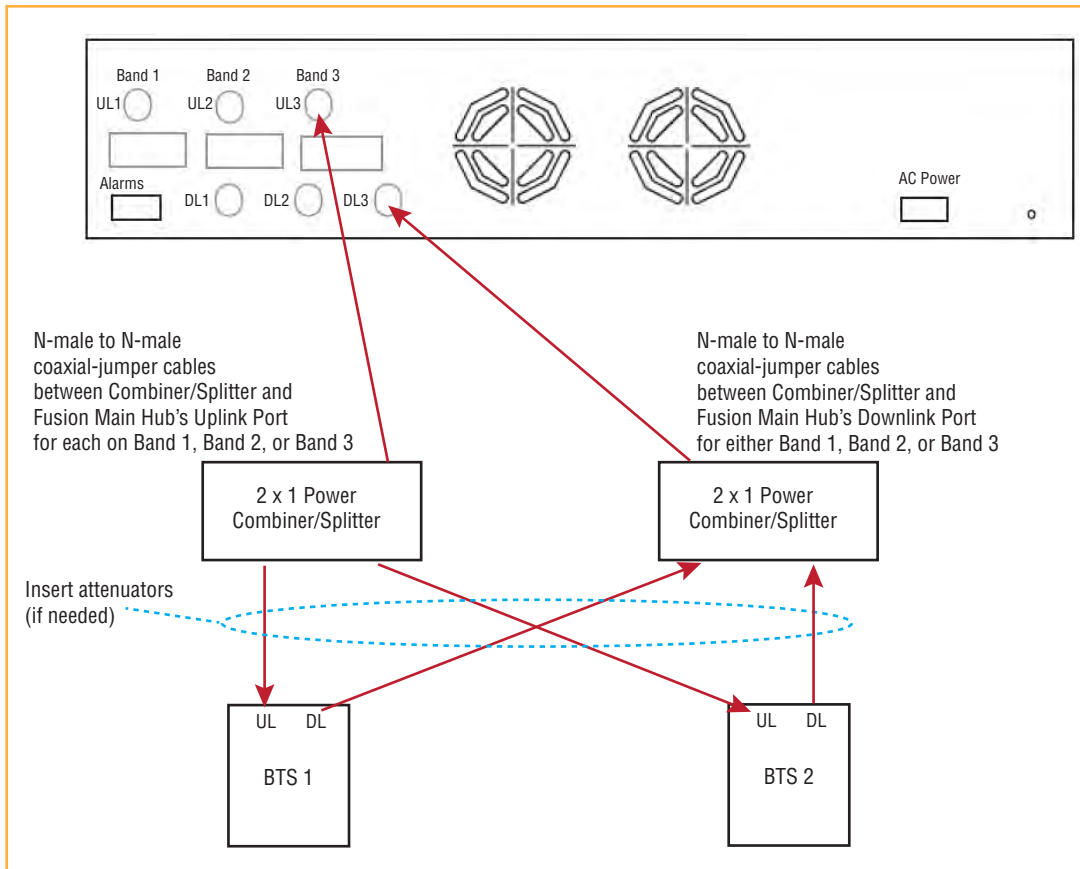 Band 1
Band 2
Band 3
UL1
UL2
UL3
Alarms
DL1
DL2
DL3
AC Power
N-male to N-male
coaxial-jumper cables
between Combiner/Splitter and
Fusion Main Hub's Uplink Port
for each on Band 1, Band 2, or Band 3
N-male to N-male
coaxial-jumper cables
between Combiner/Splitter and
Fusion Main Hub's Downlink Port
for either Band 1, Band 2, or Band 3
2 x 1 Power
Combiner/Splitter
2 x 1 Power
Combiner/Splitter
Insert attenuators
(if needed)
UL DL
BTS 1
UL DL
BTS 2